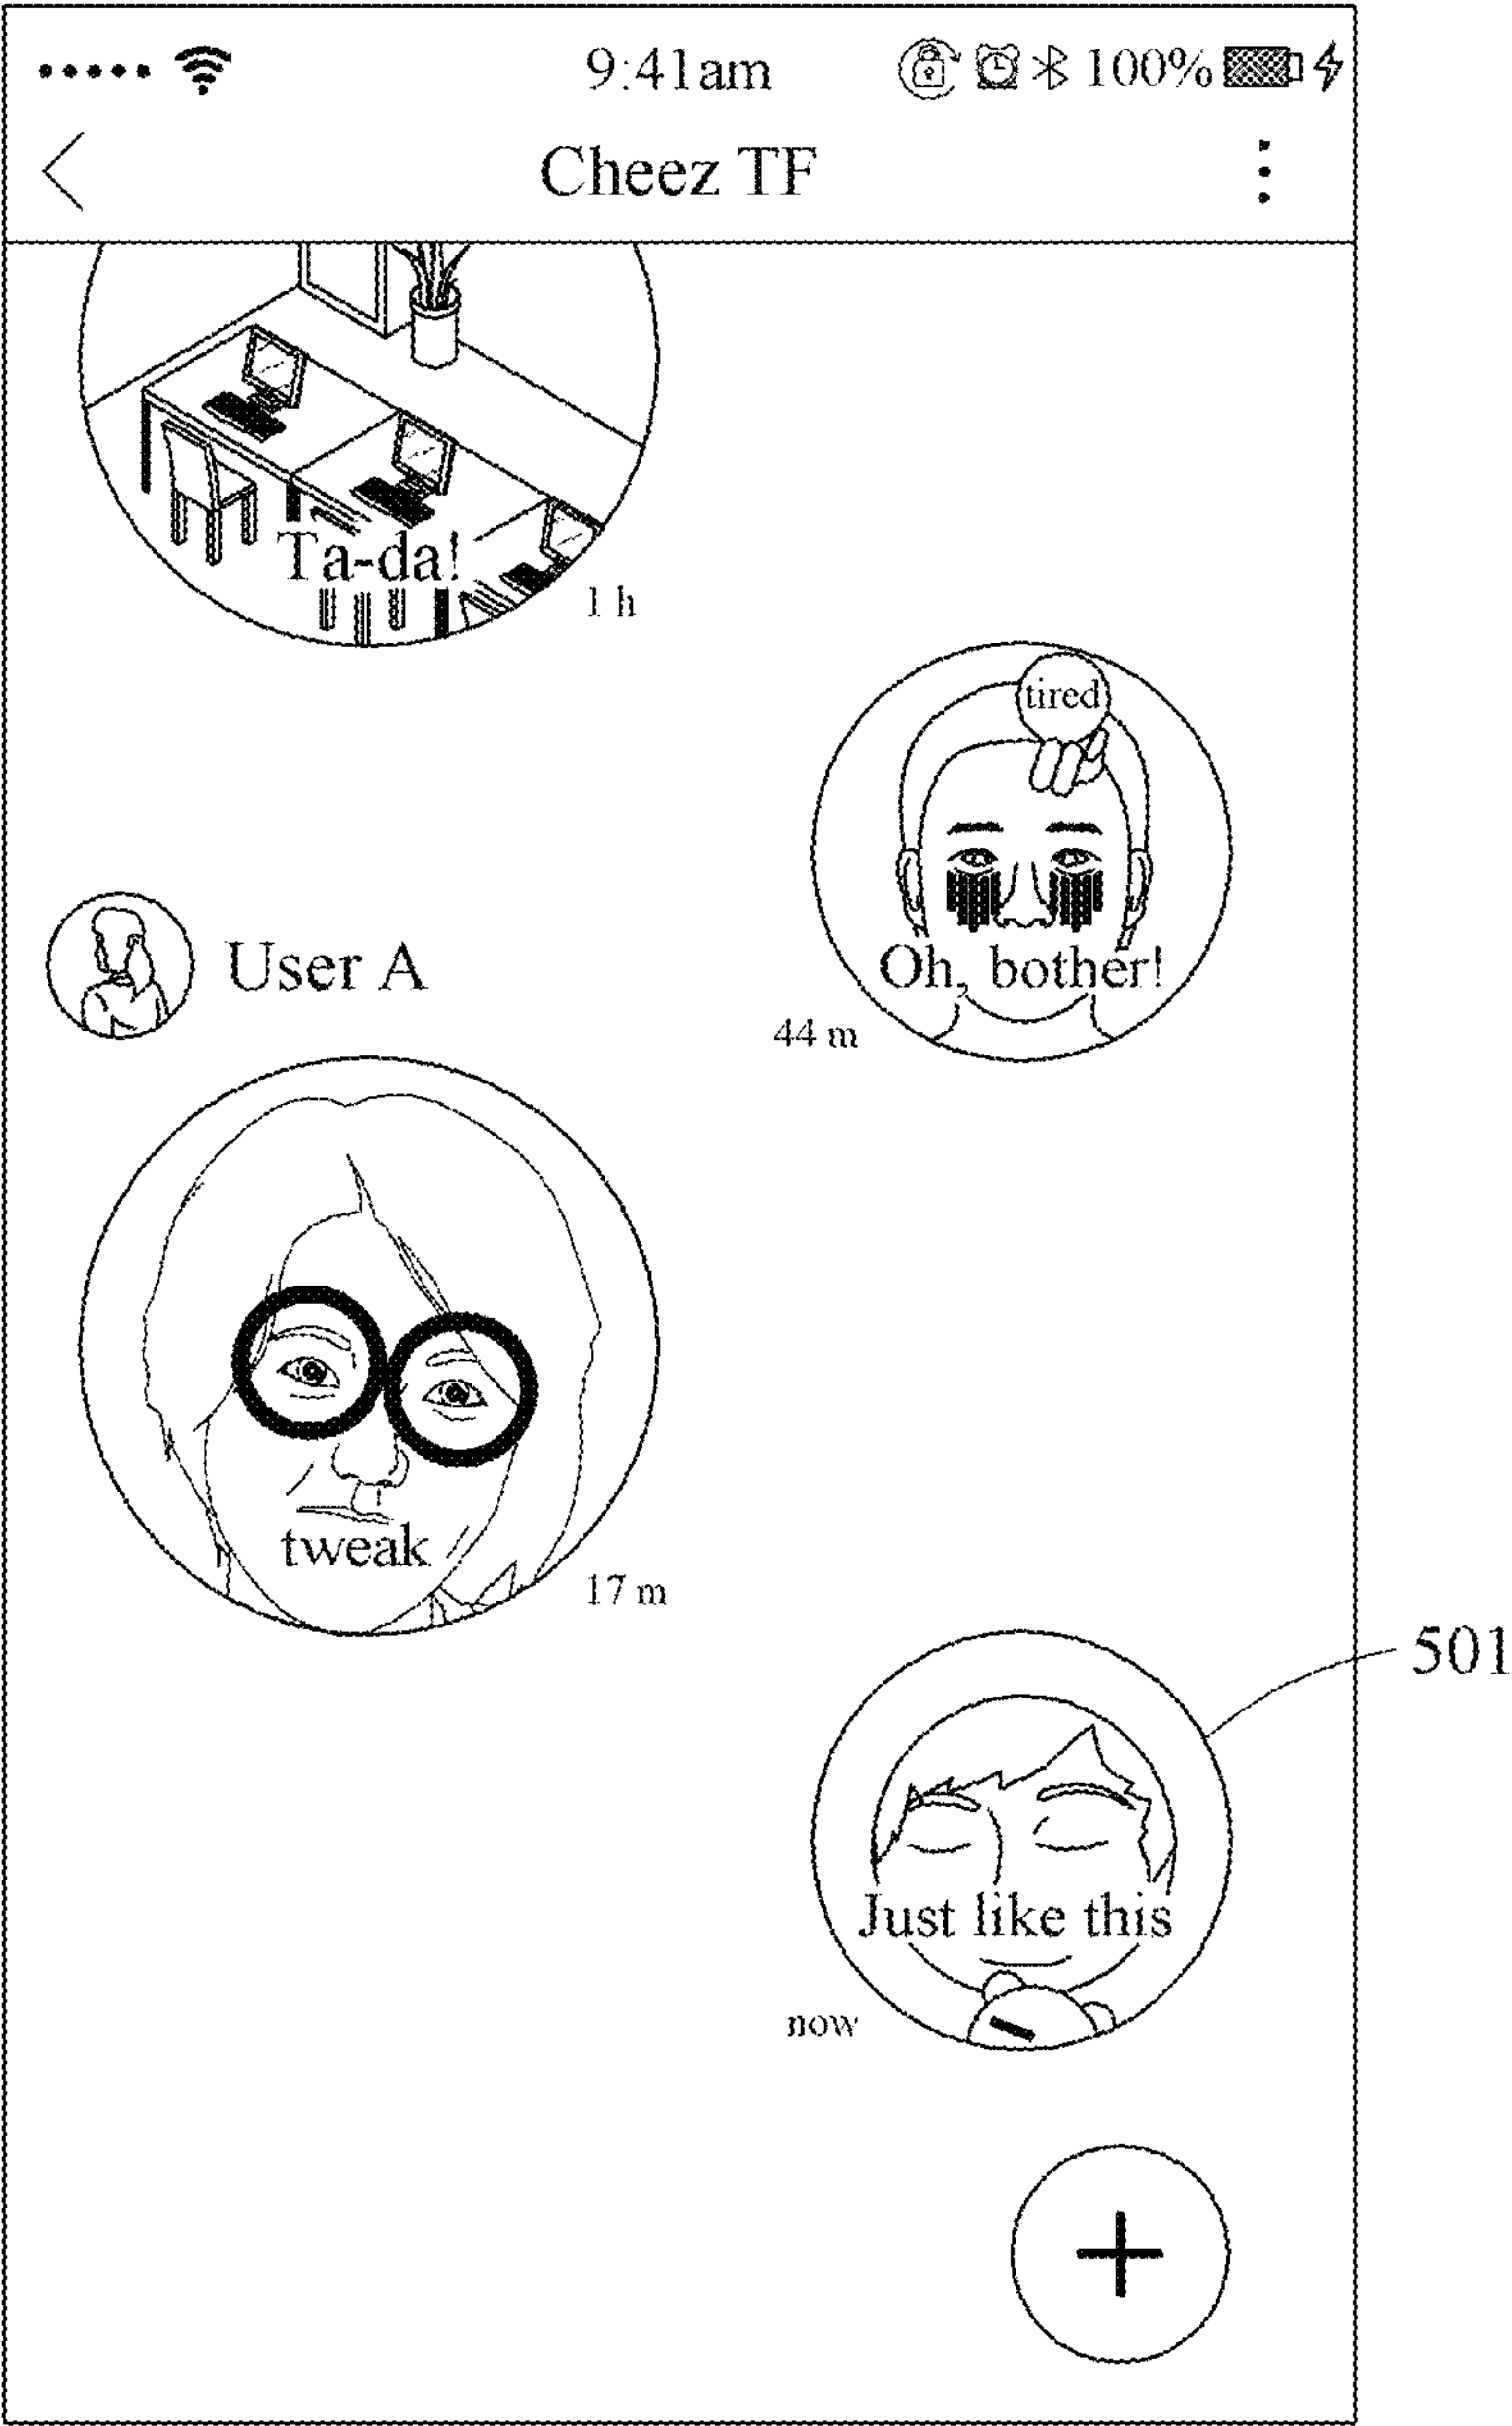 9:41am 100%
Cheez TF
Ta-da!
1 h
tired
Oh, bother!
44 m
User A
tweak
17 m
501
Just like this
now